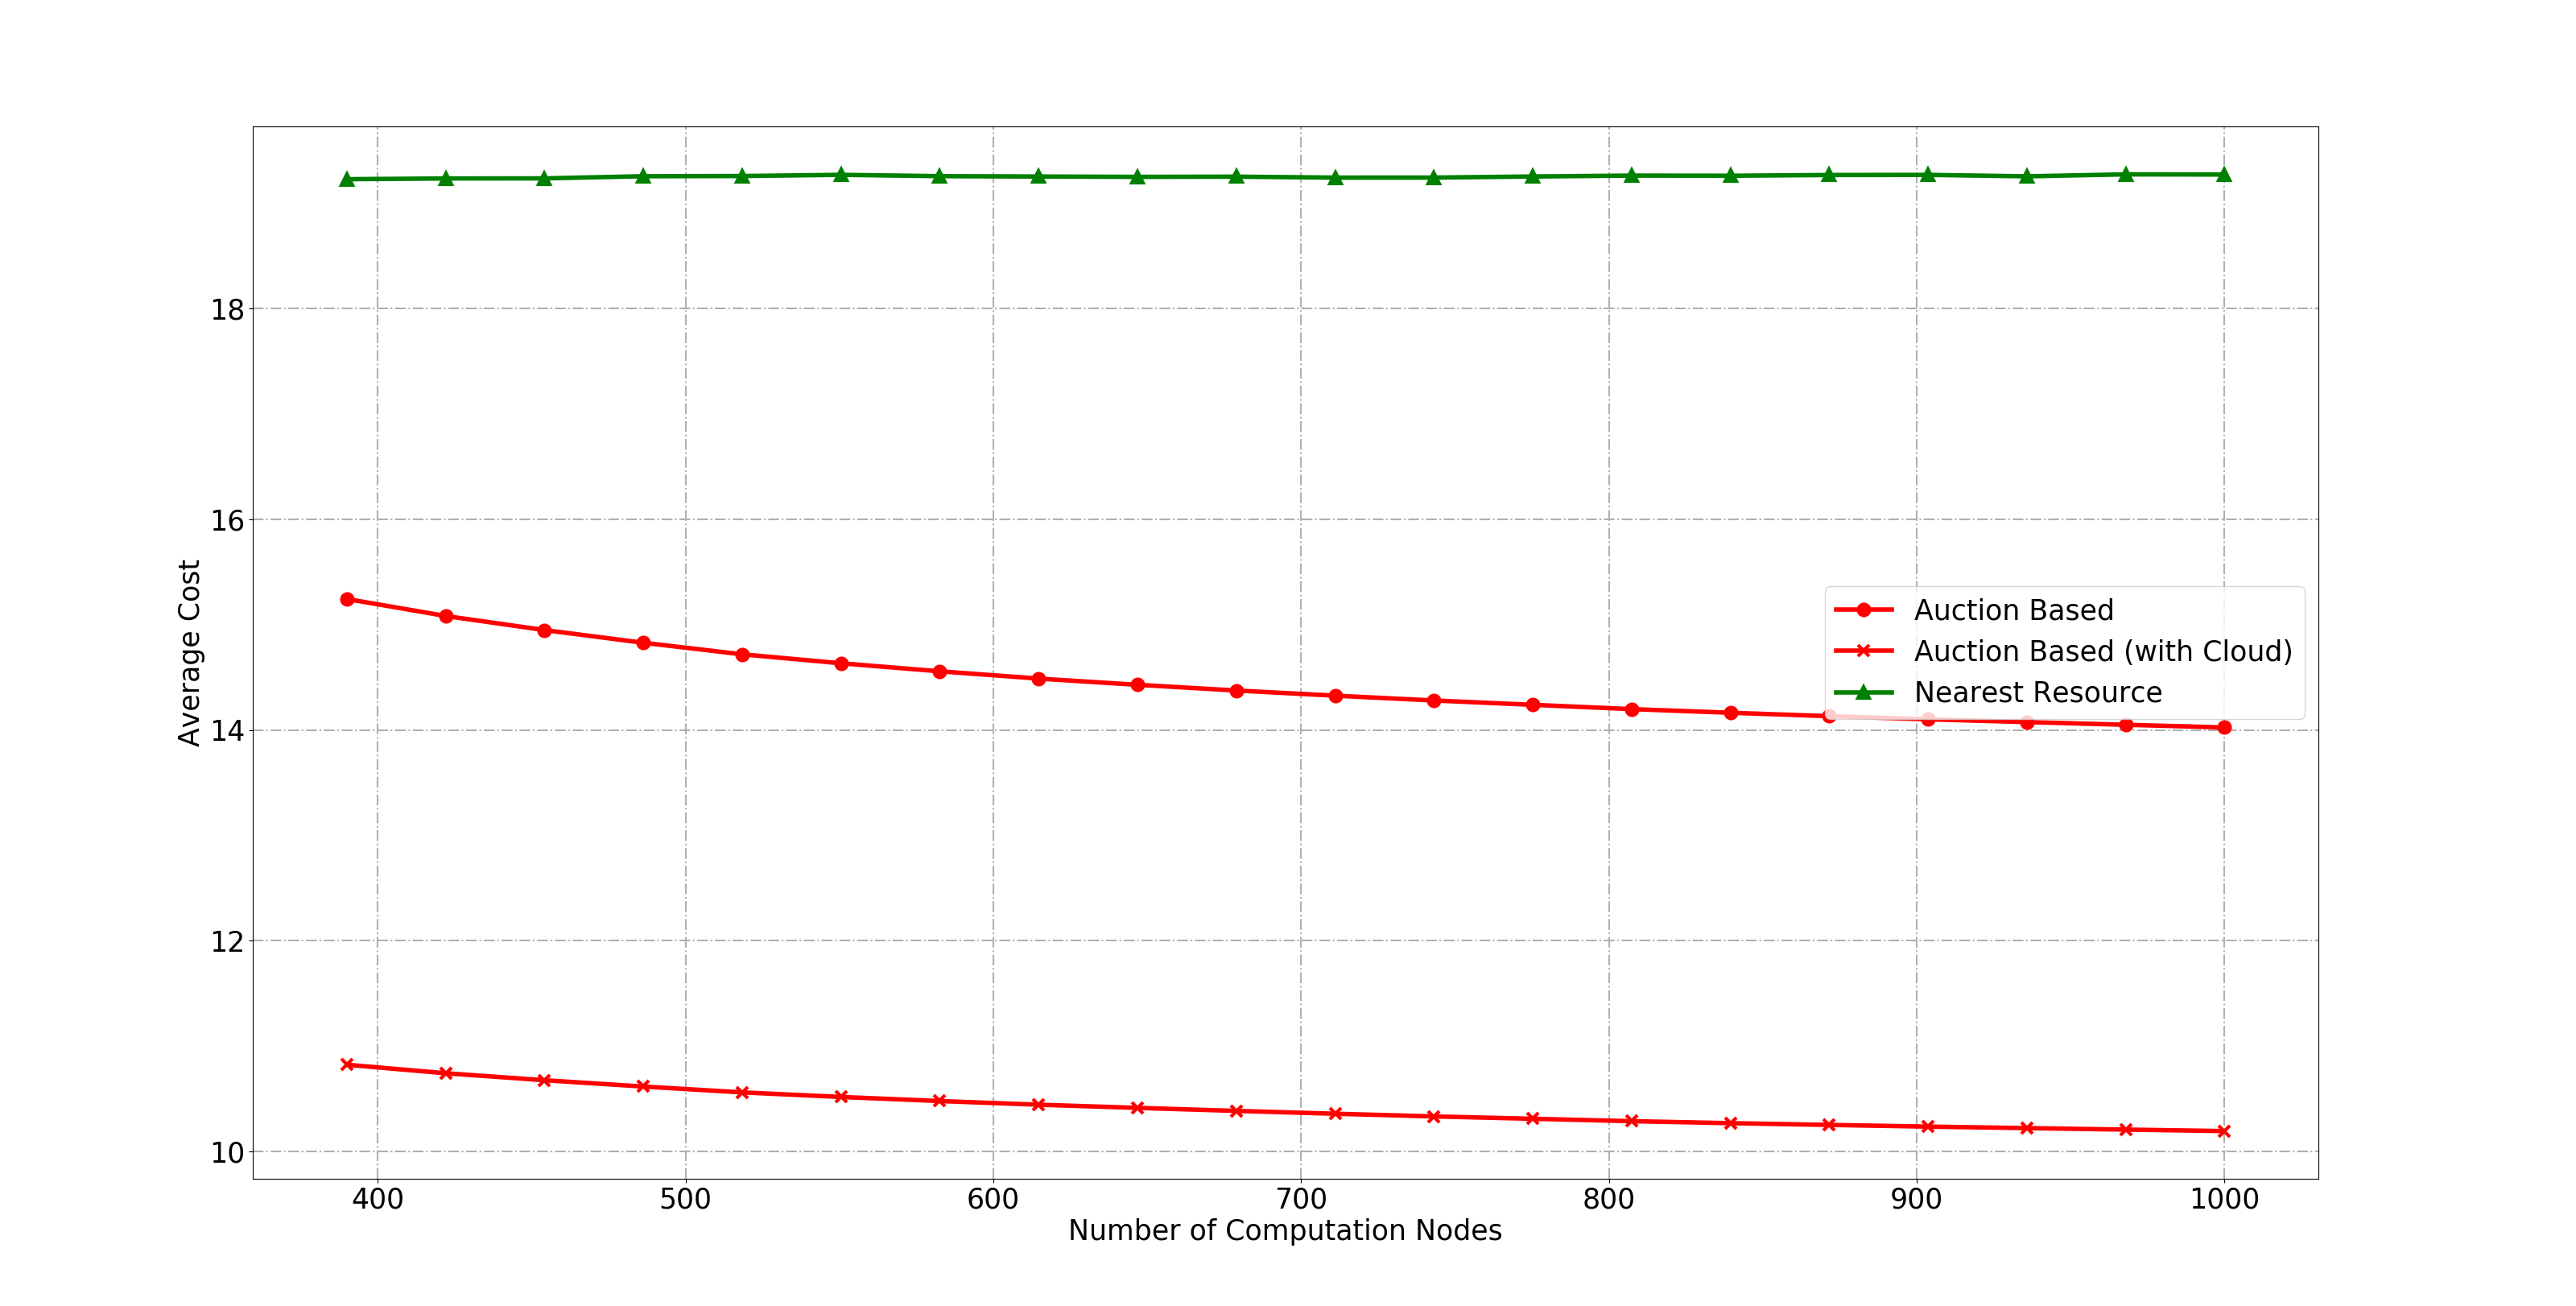 18
16
14
12
10
Average Cost
Auction Based
Auction Based (with Cloud)
Nearest Resource
400 500 600 700 800 900 1000
Number of Computation Nodes